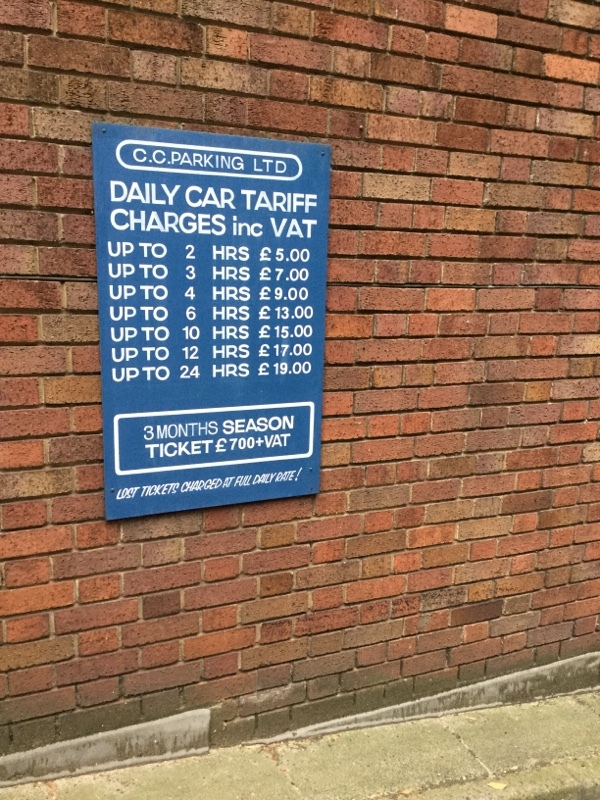 C.C.PARKING LTD
DAILY CAR TARIFF
CHARGES inc VAT
UP TO 2 HRS £5.00
UP TO 3 HRS £7.00
UP TO 4 HRS £9.00
UP TO 6 HRS £13.00
UP TO 10 HRS £15.00
UP TO 12 HRS £17.00
UP TO 24 HRS £19.00
3 MONTHS SEASON
TICKET £700+VAT
LOST TICKETS CHARGED AT FULL DAILY RATE!